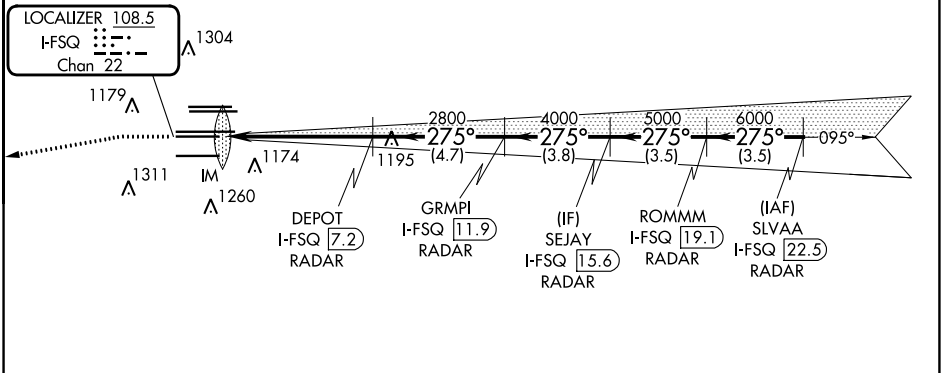 LOCALIZER 108.5
I-FSQ
Chan 22
1304
1179
1311
IM
1260
1174
1195
2800
275°
(4.7)
4000
275°
(3.8)
5000
275°
(3.5)
6000
275°
(3.5)
095°
DEPOT
I-FSQ 7.2
RADAR
GRMPI
I-FSQ 11.9
RADAR
(IF)
SEJAY
I-FSQ 15.6
RADAR
ROMMM
I-FSQ 19.1
RADAR
(IAF)
SLVAA
I-FSQ 22.5
RADAR